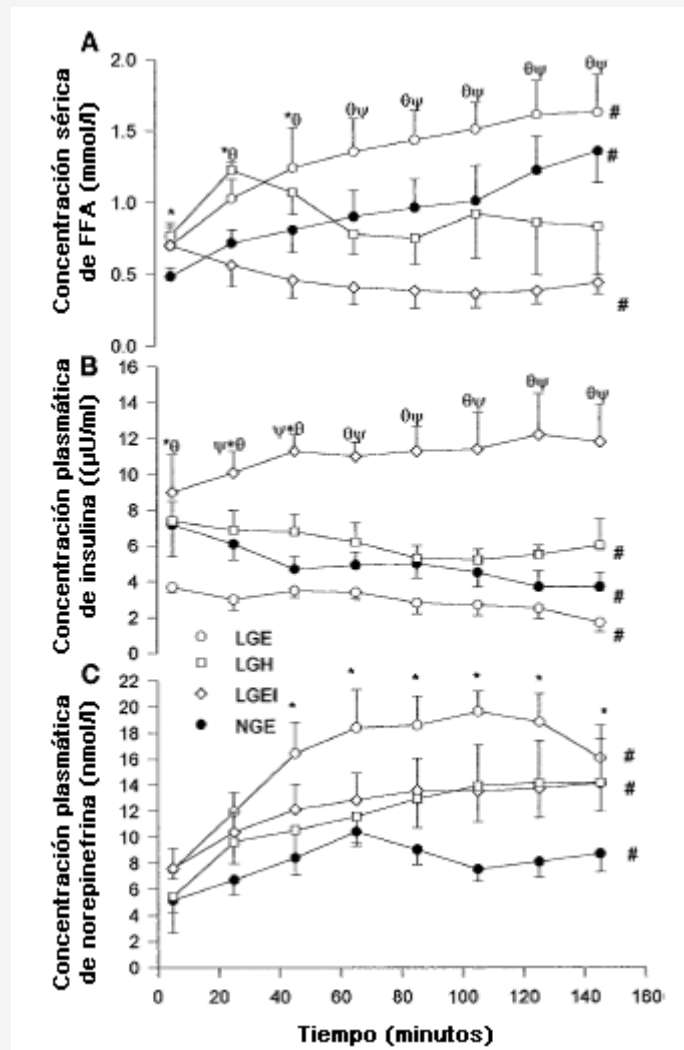 A
Concentración sérica
de FFA (mmol/l)
2.0
1.5
1.0
0.5
0.0
*
*θ
*θ
θψ
θψ
θψ
θψ
θψ
#
#
#
B
Concentración plasmática
de insulina ((µU/ml)
16
14
12
10
8
6
4
2
0
*θ
ψ*θ
ψ*θ
θψ
θψ
θψ
θψ
θψ
#
#
#
LGE
LGH
LGEI
NGE
C
Concentración plasmática
de norepinefrina (nmol/l)
22
20
18
16
14
12
10
8
6
4
2
0
*
*
*
*
*
*
#
#
#
0 20 40 60 80 100 120 140 160
Tiempo (minutos)